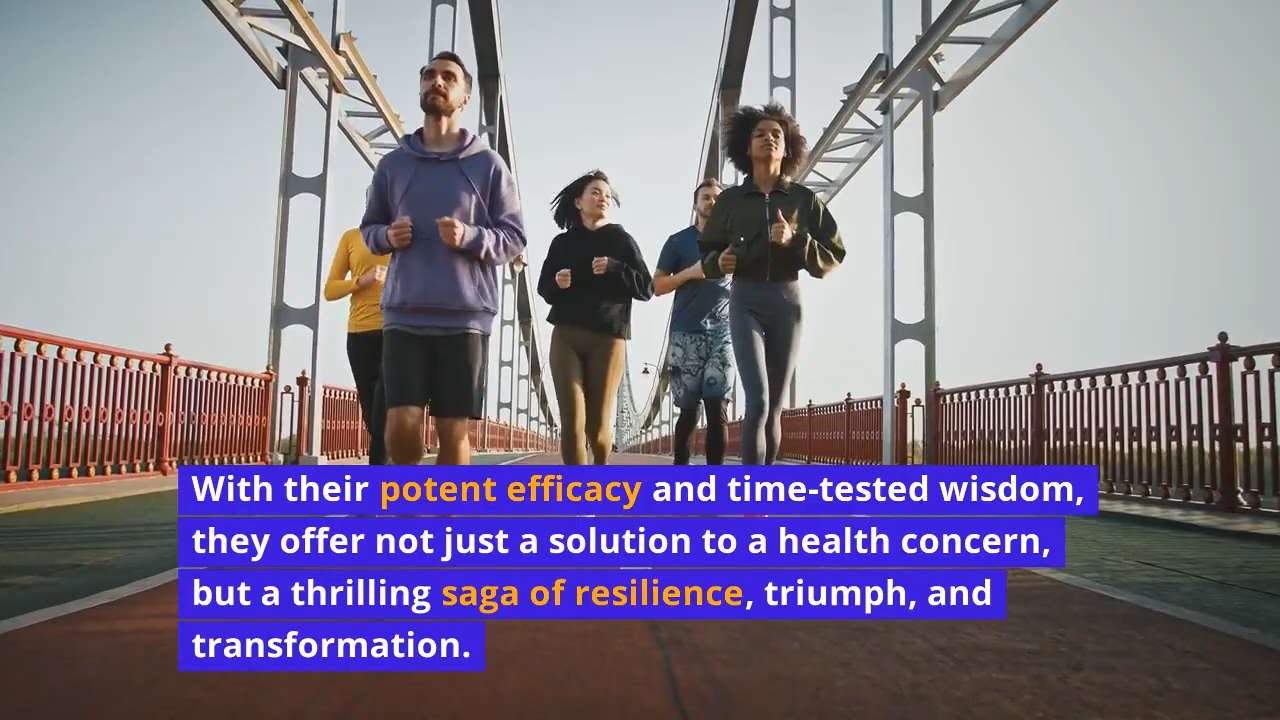 With their potent efficacy and time-tested wisdom,
they offer not just a solution to a health concern,
but a thrilling saga of resilience, triumph, and
transformation.